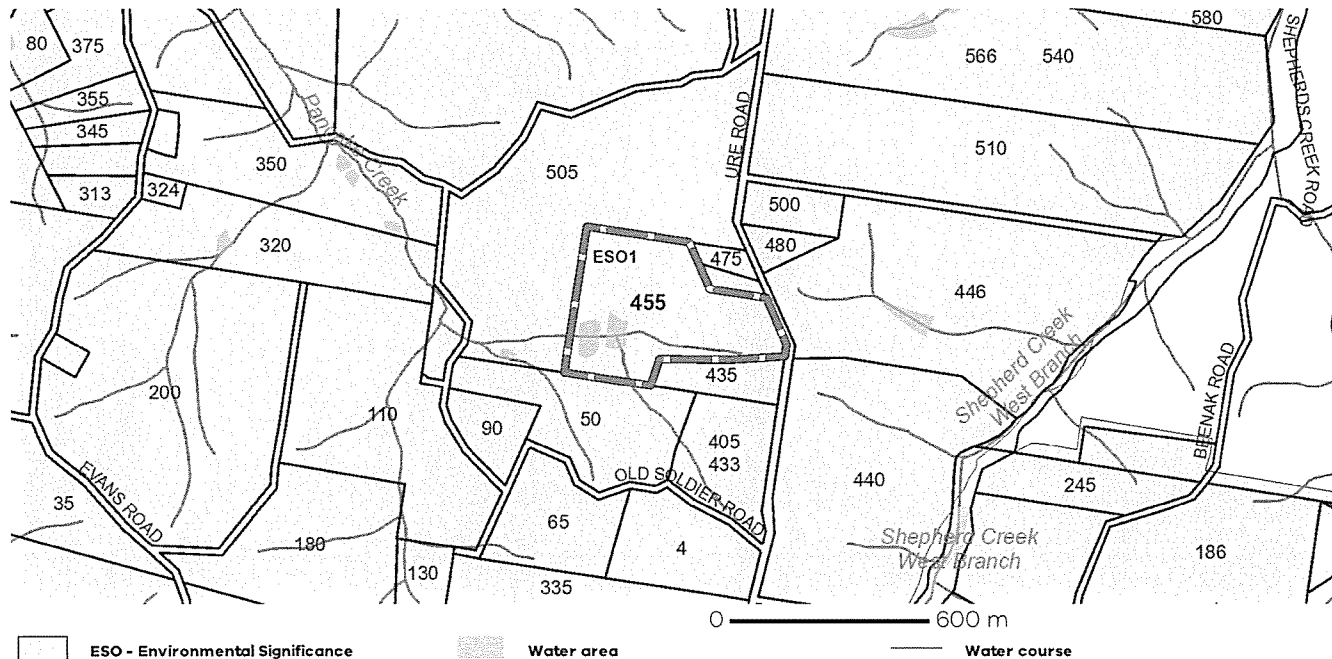 580
80
375
566
540
SHEPHERDS CREEK ROAD
355
345
URE ROAD
510
350
505
313
324
500
480
320
475
ESO1
455
446
Shepherd Creek
West Branch
435
BEENAK ROAD
200
110
90
50
405
433
OLD SOLDIER ROAD
440
245
EVANS ROAD
35
65
180
4
Shepherd Creek
West Branch
186
130
335
0
600 m
ESO - Environmental Significance
Water area
Water course